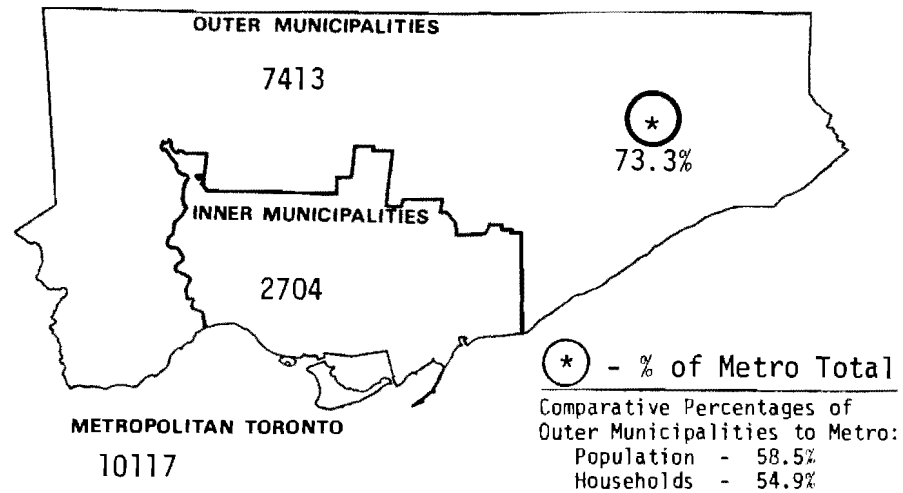 OUTER MUNICIPALITIES
7413
*
73.3%
INNER MUNICIPALITIES
2704
* - % of Metro Total
Comparative Percentages of
Outer Municipalities to Metro:
Population - 58.5%
Households - 54.9%
METROPOLITAN TORONTO
10117